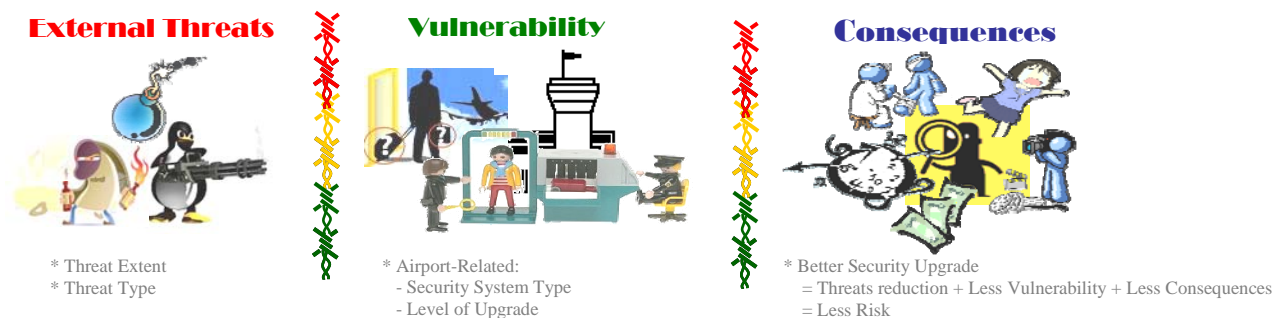 External Threats
Vulnerability
Consequences
? ?
* Threat Extent
* Threat Type
* Airport-Related:
- Security System Type
- Level of Upgrade
* Better Security Upgrade
= Threats reduction + Less Vulnerability + Less Consequences
= Less Risk